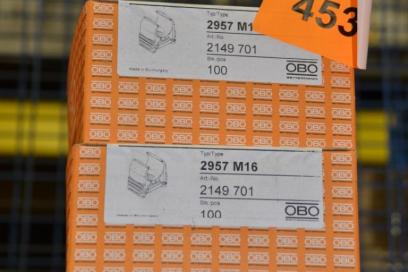 453
Typ/Type
2957 M1
Art.-No.
2149 701
Stk./pcs
100
OBO
BETTERMANN
Typ/Type
2957 M16
Art.-No.
2149 701
Stk./pcs
100
OBO